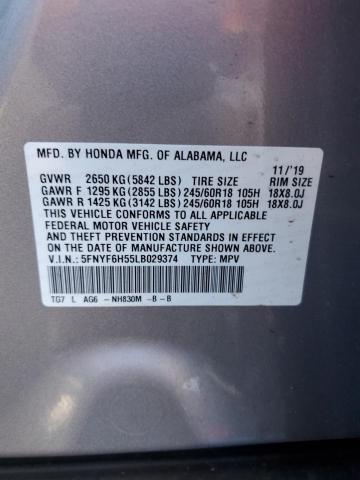 MFD. BY HONDA MFG. OF ALABAMA, LLC
11/'19
GVWR 2650 KG (5842 LBS) TIRE SIZE RIM SIZE
GAWR F 1295 KG (2855 LBS) 245/60R18 105H 18X8.0J
GAWR R 1425 KG (3142 LBS) 245/60R18 105H 18X8.0J
THIS VEHICLE CONFORMS TO ALL APPLICABLE
FEDERAL MOTOR VEHICLE SAFETY
AND THEFT PREVENTION STANDARDS IN EFFECT ON
THE DATE OF MANUFACTURE SHOWN ABOVE.
V.I.N.: 5FNYF6H55LB029374 TYPE: MPV
TG7 L AG6 -NH830M -B -B